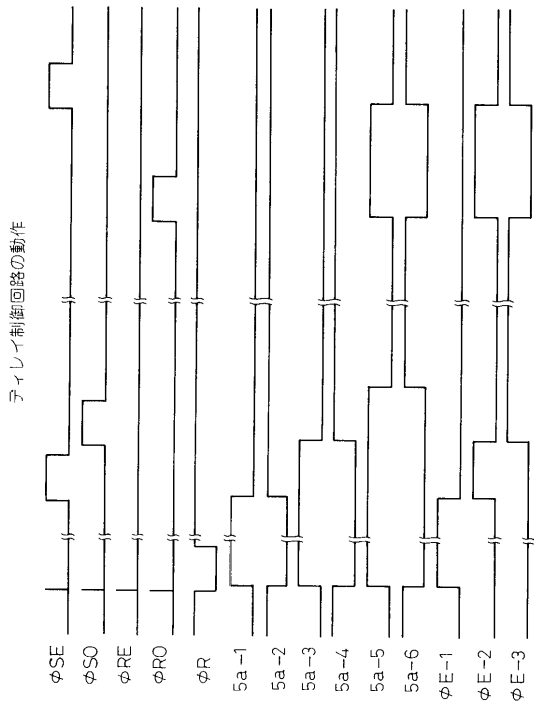 ディレイ制御回路の動作
ΦSE
ΦSO
ΦRE
ΦRO
ΦR
5a-1
5a-2
5a-3
5a-4
5a-5
5a-6
ΦE-1
ΦE-2
ΦE-3